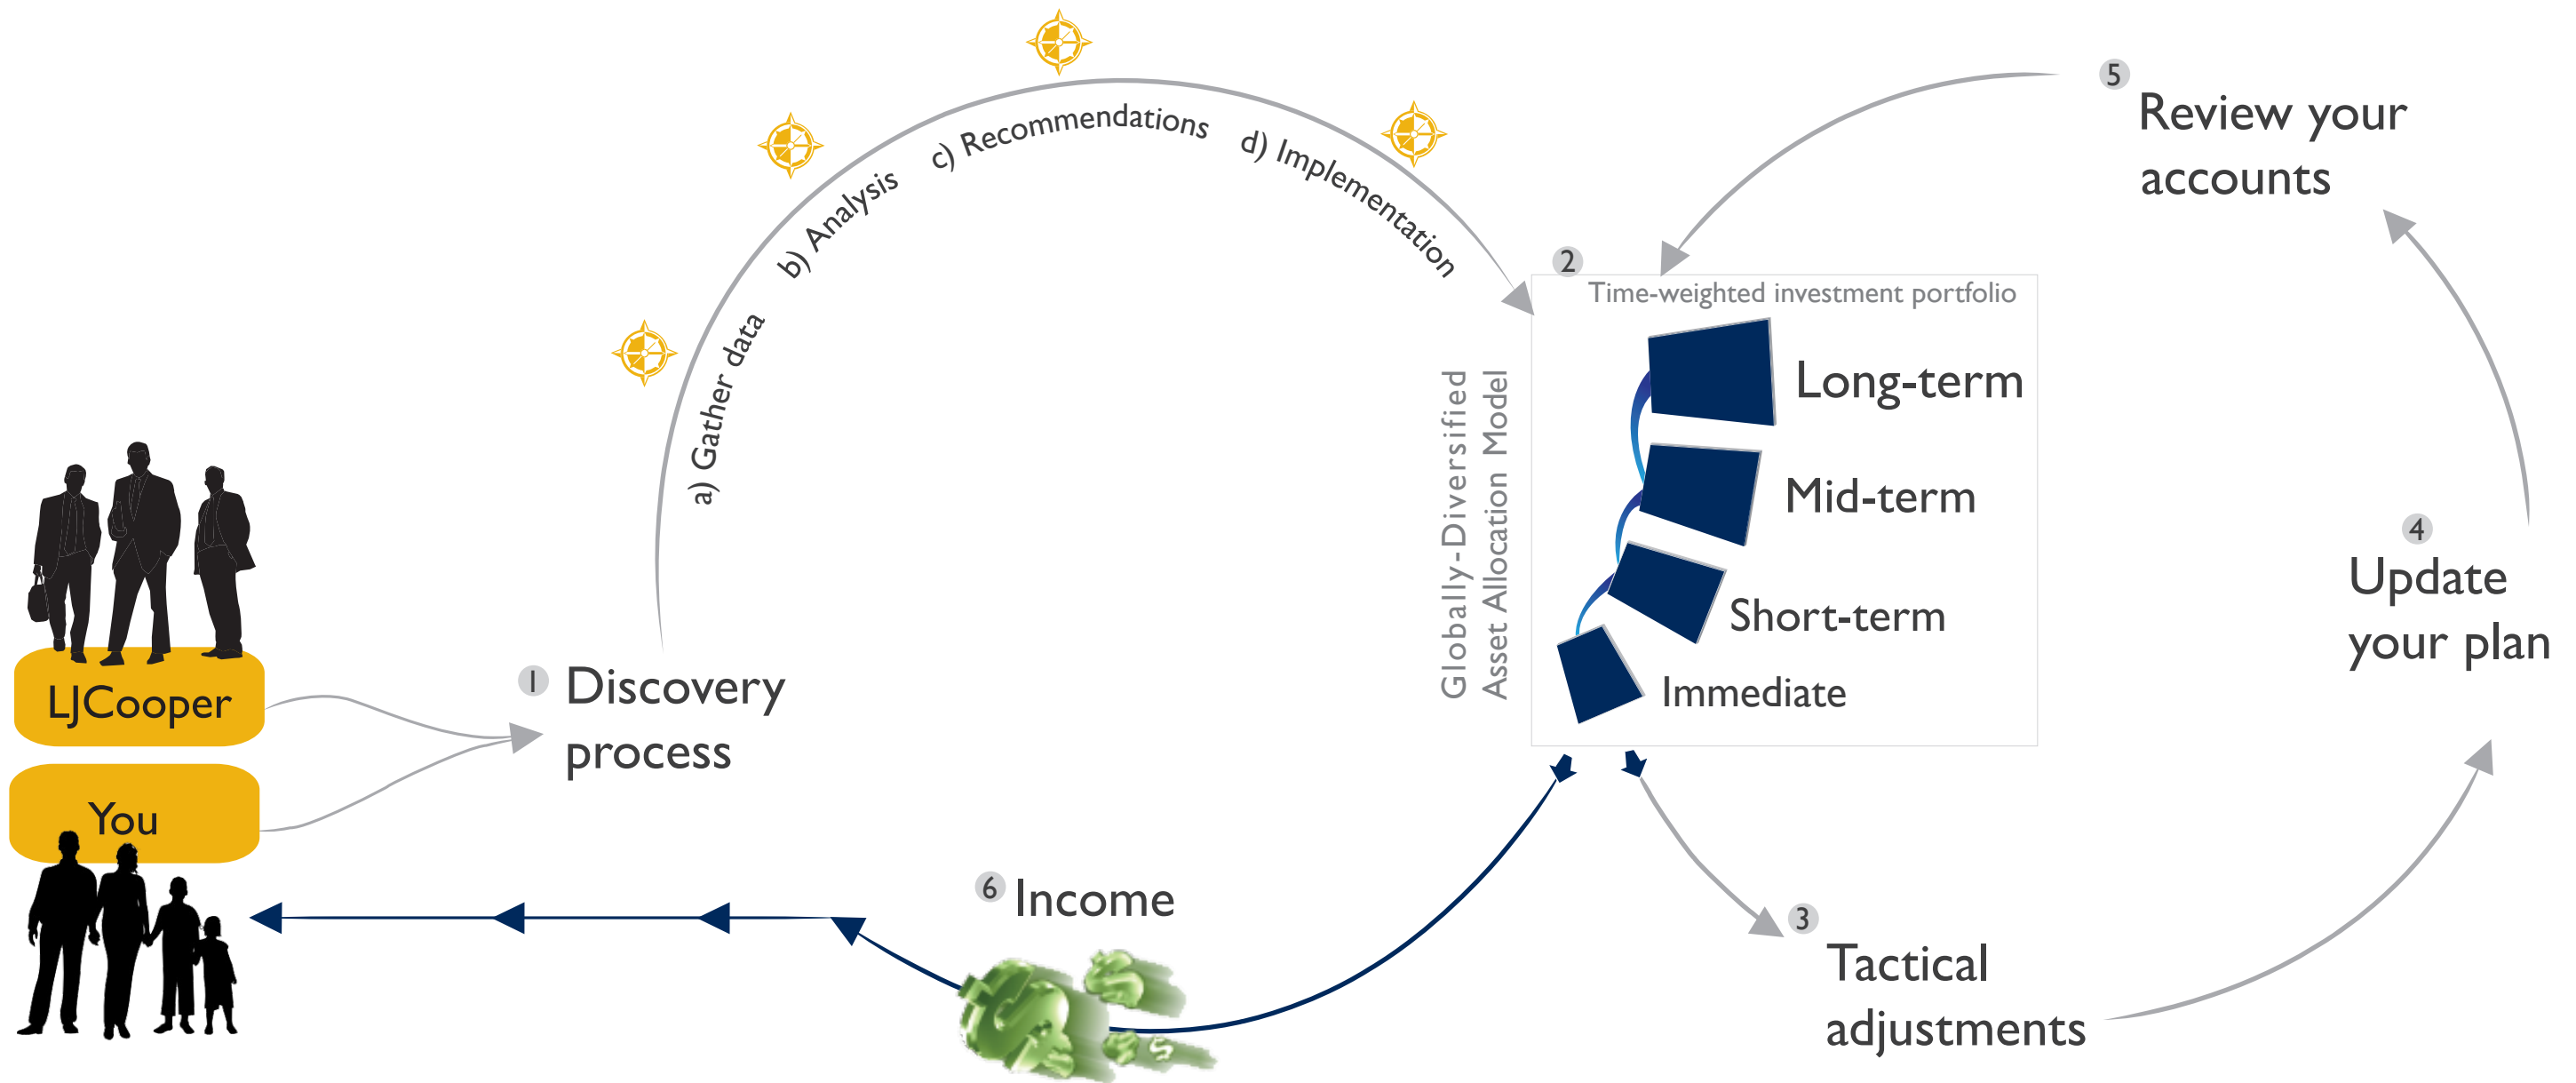 LJCooper
You
1
Discovery
process
a) Gather data
b) Analysis
c) Recommendations
d) Implementation
2
Time-weighted investment portfolio
Globally-Diversified
Asset Allocation Model
Long-term
Mid-term
Short-term
Immediate
3
Tactical
adjustments
4
Update
your plan
5
Review your
accounts
6
Income
$
$
$